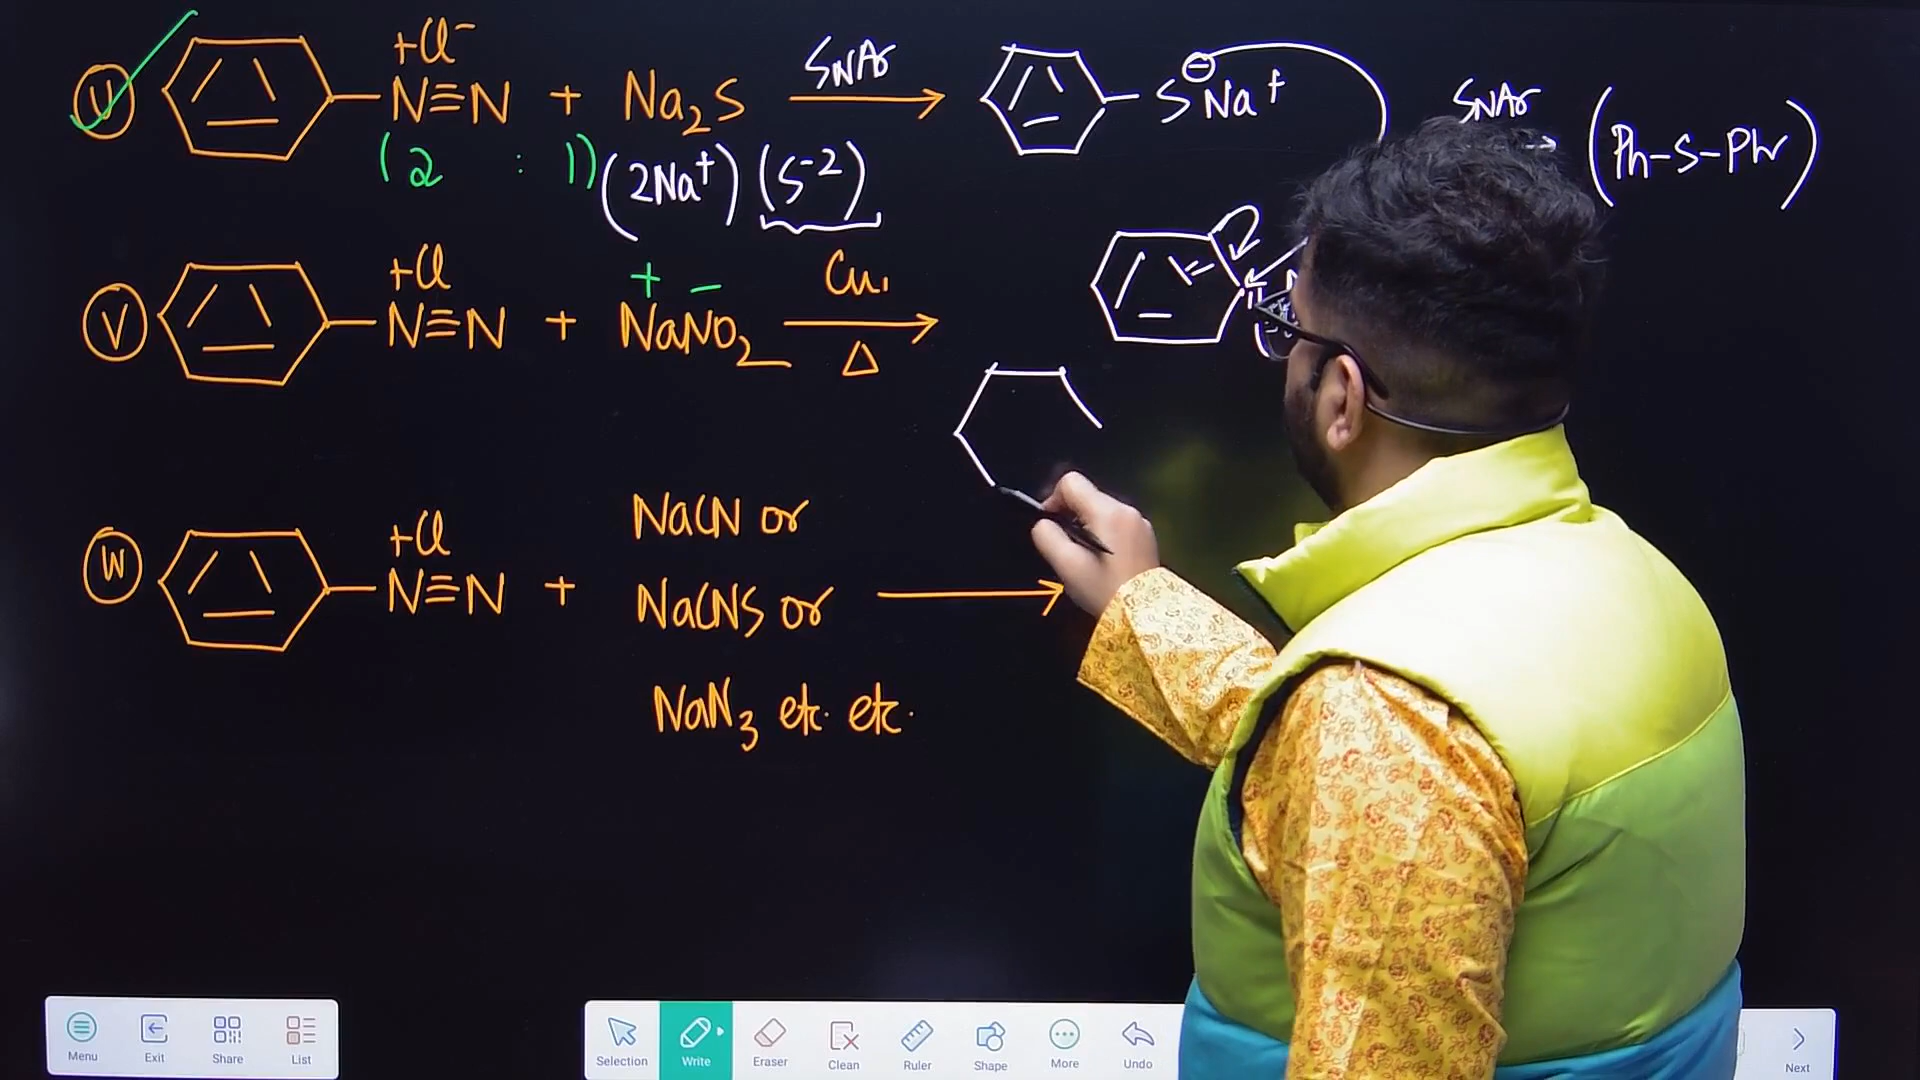 U +Cl⁻
N≡N + Na₂S SNAr S⊖ Na⁺ SNAr (Ph-S-Ph)
(2 : 1) (2Na⁺) (S⁻²)
V +Cl + − Cu,
N≡N + NaNO₂ Δ
W +Cl NaCN or
N≡N + NaCNS or
NaN₃ etc. etc.
Menu Exit Share List Selection Write Eraser Clean Ruler Shape More Undo Next